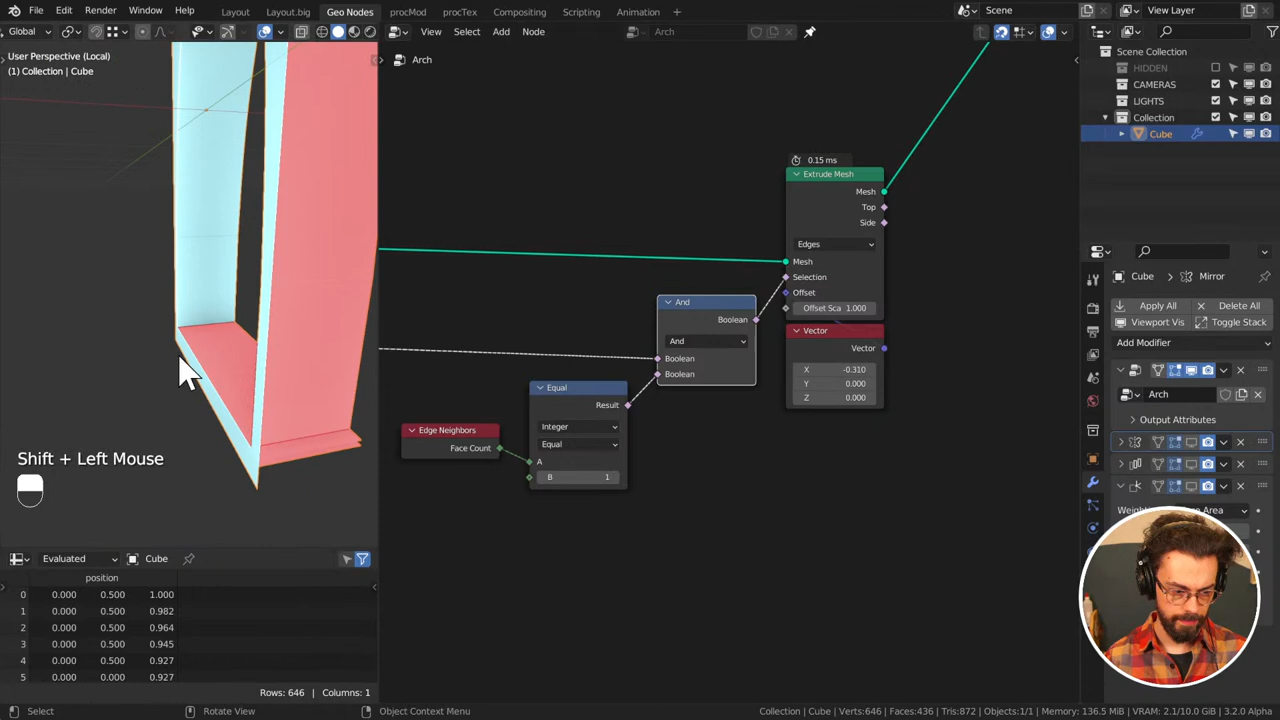 File Edit Render Window Help Layout Layout.big Geo Nodes procMod procTex Compositing Scripting Animation + Scene View Layer
Global View Select Add Node Arch
User Perspective (Local)
(1) Collection | Cube
Arch
Scene Collection
HIDDEN
CAMERAS
LIGHTS
Collection
Cube
0.15 ms
Extrude Mesh
Mesh
Top
Side
Edges
Mesh
Selection
Offset
Offset Sca 1.000
Vector
Vector
X -0.310
Y 0.000
Z 0.000
And
Boolean
And
Boolean
Boolean
Equal
Result
Integer
Equal
A
B 1
Edge Neighbors
Face Count
Cube Mirror
Apply All Delete All
Viewport Vis Toggle Stack
Add Modifier
Arch
Output Attributes
Area
Shift + Left Mouse
Evaluated Cube
position
0 0.000 0.500 1.000
1 0.000 0.500 0.982
2 0.000 0.500 0.964
3 0.000 0.500 0.945
4 0.000 0.500 0.927
5 0.000 0.000 0.927
Rows: 646 | Columns: 1
Select Rotate View Object Context Menu Collection | Cube | Verts:646 | Faces:436 | Tris:872 | Objects:1/1 | Memory: 136.5 MiB | VRAM: 2.1/10.0 GiB | 3.2.0 Alpha